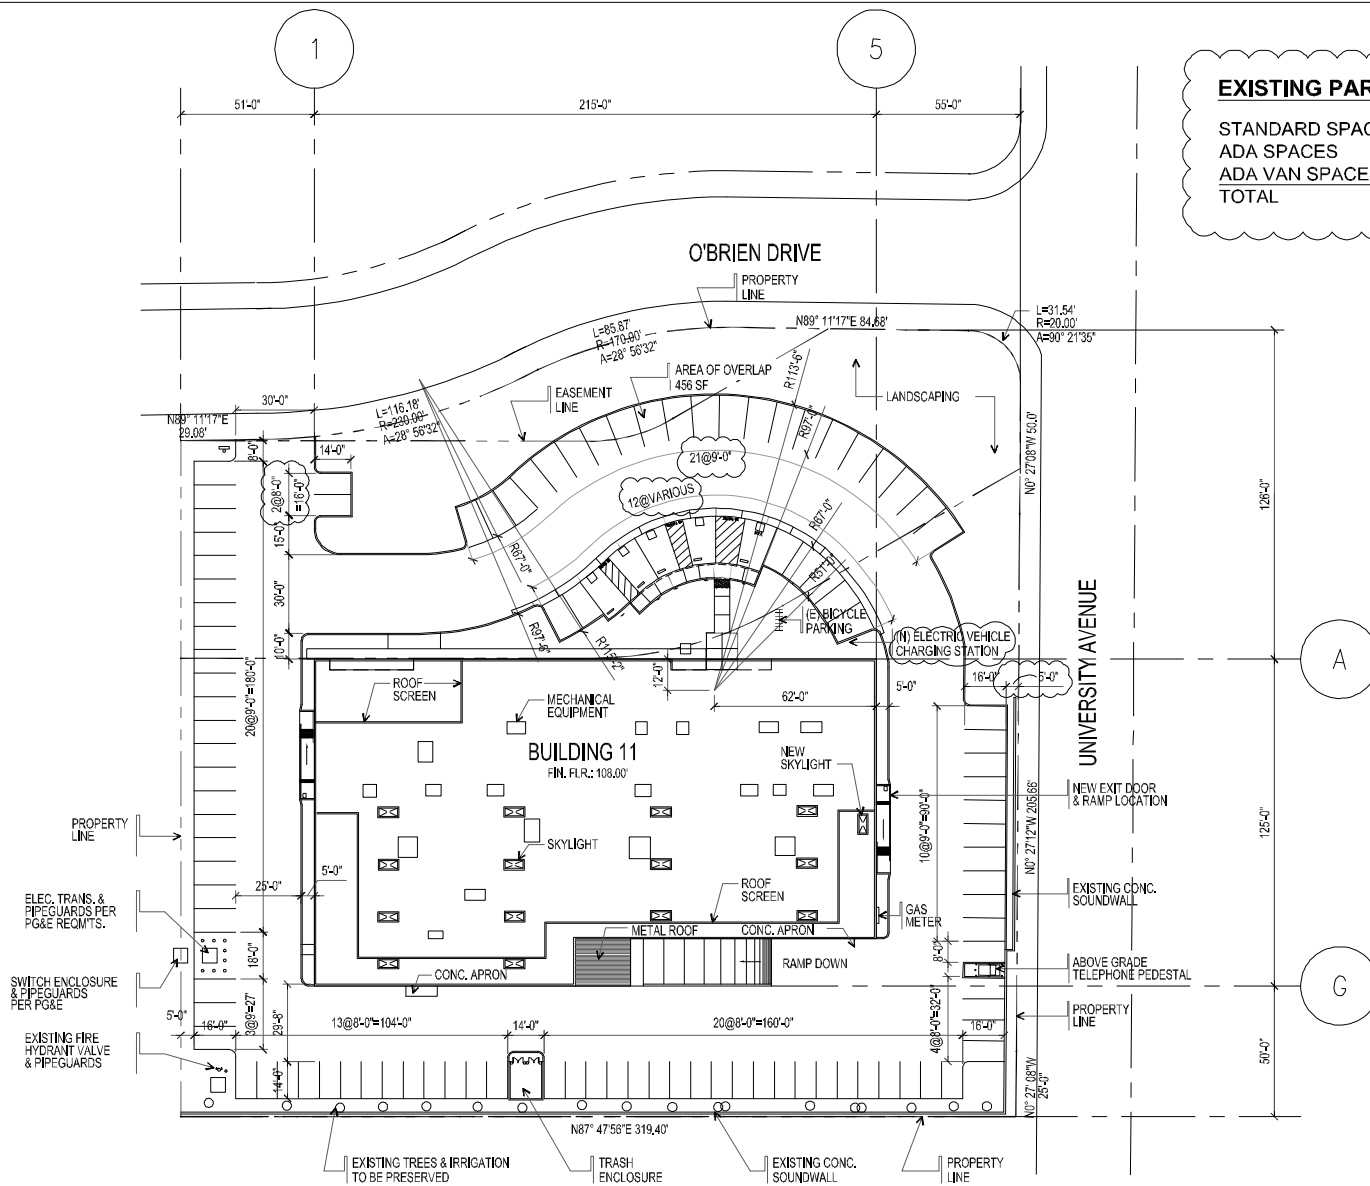 1
5
51'-0"
215'-0"
55'-0"
EXISTING PAR
STANDARD SPAC
ADA SPACES
ADA VAN SPACE
TOTAL
O'BRIEN DRIVE
PROPERTY
LINE
N89° 11'17"E 84.68'
L=31.54'
R=20.00'
A=90° 21'35"
L=85.87'
R=170.00'
A=28° 56'32"
AREA OF OVERLAP
456 SF
R113'-6"
EASEMENT
LINE
LANDSCAPING
30'-0"
N89° 11'17"E
29.08'
L=116.18'
R=230.00'
A=28° 56'32"
R97'-0"
N0° 27'08"W 50.0'
8'-0"
14'-0"
21@9'-0"
2@8'-0"
=16'-0"
12@VARIOUS
126'-0"
15'-0"
R67'-0"
R67'-0"
R51'-0"
30'-0"
(E) BICYCLE
PARKING
UNIVERSITY AVENUE
10'-0"
R97'-6"
R115'-2"
(N) ELECTRIC VEHICLE
CHARGING STATION
A
12'-0"
16'-0"
5'-0"
5'-0"
20@9'-0"=180'-0"
ROOF
SCREEN
MECHANICAL
EQUIPMENT
62'-0"
BUILDING 11
FIN. FLR.: 108.00'
NEW
SKYLIGHT
NEW EXIT DOOR
& RAMP LOCATION
PROPERTY
LINE
SKYLIGHT
10@9'-0"=90'-0"
N0° 27'12"W 205.66'
125'-0"
5'-0"
25'-0"
ROOF
SCREEN
EXISTING CONC.
SOUNDWALL
ELEC. TRANS. &
PIPEGUARDS PER
PG&E REQM'TS.
GAS
METER
METAL ROOF
CONC. APRON
18'-0"
8'-0"
RAMP DOWN
ABOVE GRADE
TELEPHONE PEDESTAL
CONC. APRON
SWITCH ENCLOSURE
& PIPEGUARDS
PER PG&E
G
5'-0"
16'-0"
3@9'=27'
29'-8"
13@8'-0"=104'-0"
14'-0"
20@8'-0"=160'-0"
4@8'-0"=32'-0"
16'-0"
PROPERTY
LINE
EXISTING FIRE
HYDRANT VALVE
& PIPEGUARDS
50'-0"
14'-0"
N0° 27' 08"W
25'-0"
N87° 47'56"E 319.40'
EXISTING TREES & IRRIGATION
TO BE PRESERVED
TRASH
ENCLOSURE
EXISTING CONC.
SOUNDWALL
PROPERTY
LINE